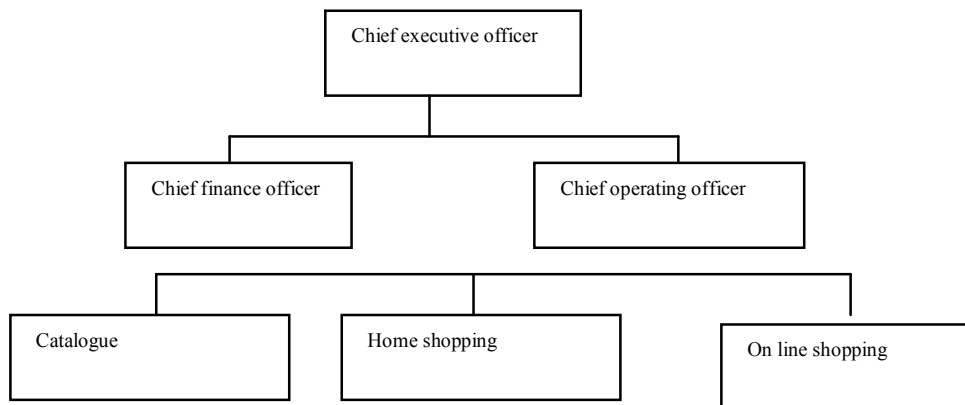 Chief executive officer
Chief finance officer
Chief operating officer
Catalogue
Home shopping
On line shopping